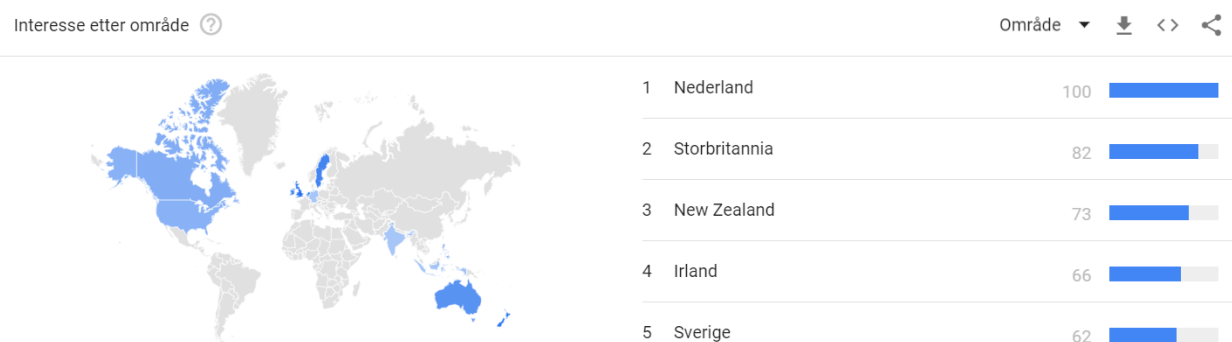 Interesse etter område
Område
1 Nederland 100
2 Storbritannia 82
3 New Zealand 73
4 Irland 66
5 Sverige 62